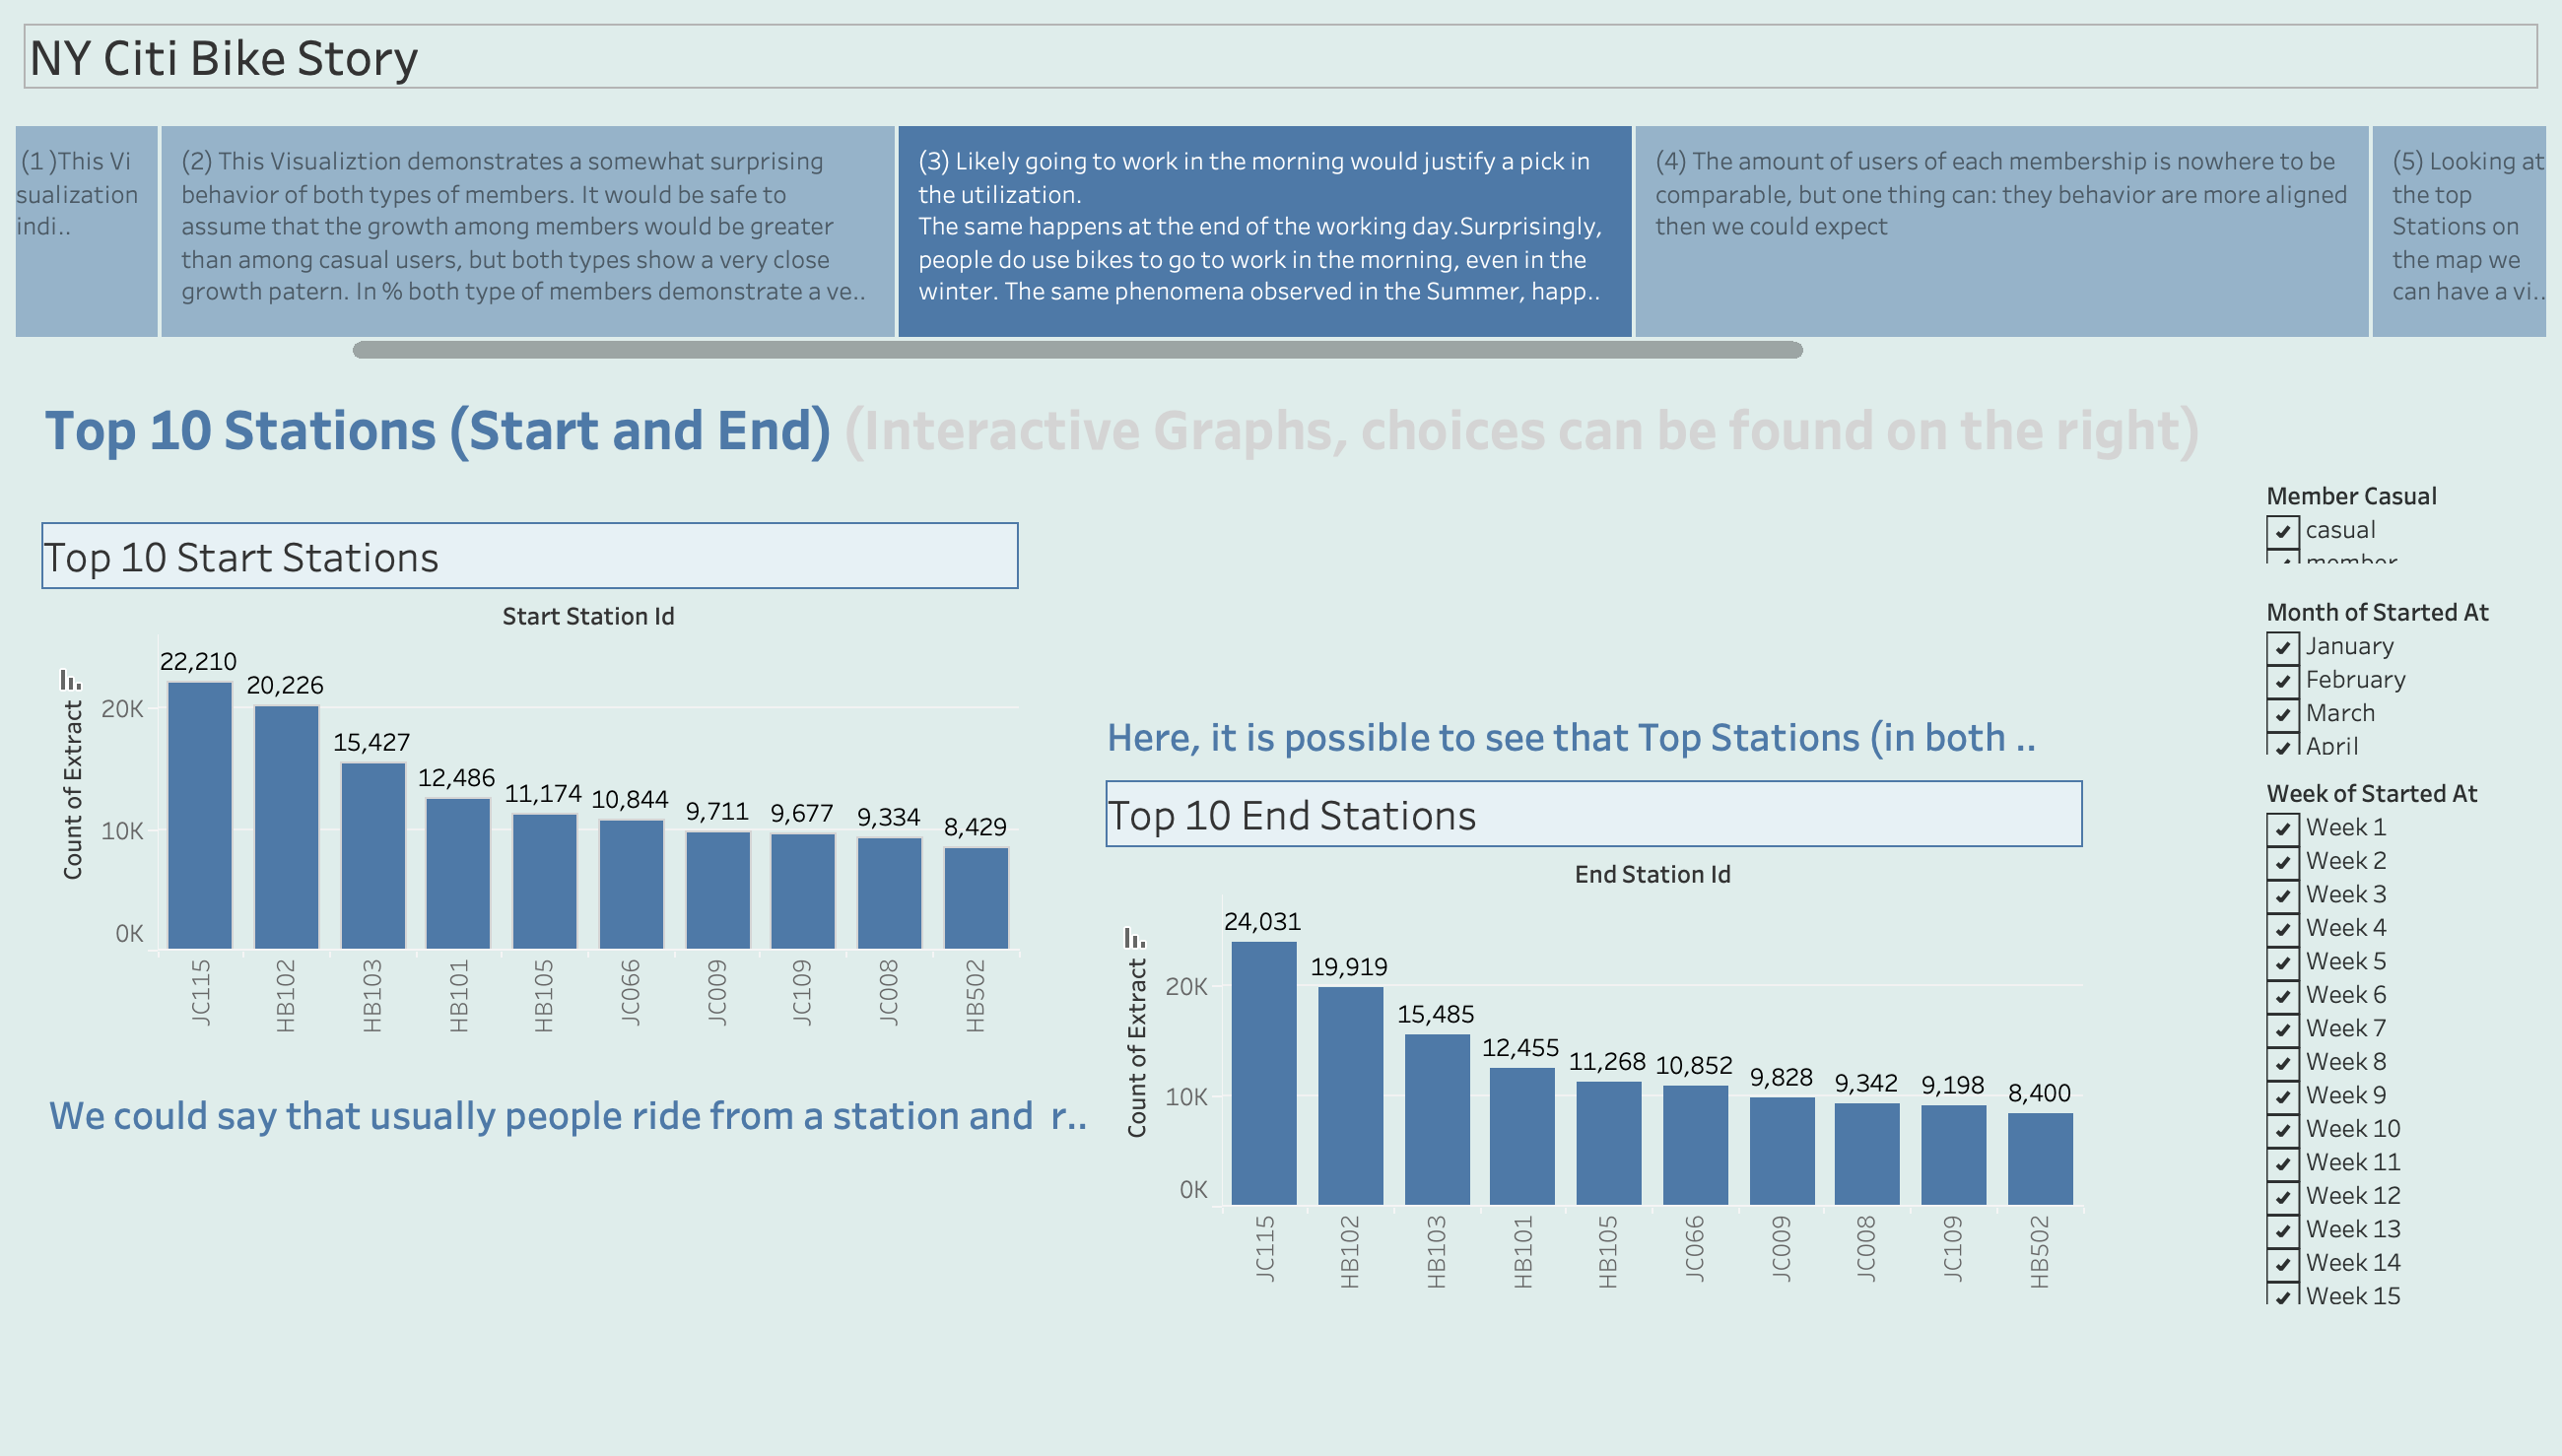 NY Citi Bike Story
(1 )This Vi
sualization
indi..
(2) This Visualiztion demonstrates a somewhat surprising
behavior of both types of members. It would be safe to
assume that the growth among members would be greater
than among casual users, but both types show a very close
growth patern. In % both type of members demonstrate a ve..
(3) Likely going to work in the morning would justify a pick in
the utilization.
The same happens at the end of the working day.Surprisingly,
people do use bikes to go to work in the morning, even in the
winter. The same phenomena observed in the Summer, happ..
(4) The amount of users of each membership is nowhere to be
comparable, but one thing can: they behavior are more aligned
then we could expect
(5) Looking at
the top
Stations on
the map we
can have a vi..
Top 10 Stations (Start and End) (Interactive Graphs, choices can be found on the right)
Top 10 Start Stations
Start Station Id
Count of Extract
20K
10K
0K
22,210
20,226
15,427
12,486
11,174
10,844
9,711
9,677
9,334
8,429
JC115
HB102
HB103
HB101
HB105
JC066
JC009
JC109
JC008
HB502
We could say that usually people ride from a station and r..
Here, it is possible to see that Top Stations (in both ..
Top 10 End Stations
End Station Id
Count of Extract
20K
10K
0K
24,031
19,919
15,485
12,455
11,268
10,852
9,828
9,342
9,198
8,400
JC115
HB102
HB103
HB101
HB105
JC066
JC009
JC008
JC109
HB502
Member Casual
casual
member
Month of Started At
January
February
March
April
Week of Started At
Week 1
Week 2
Week 3
Week 4
Week 5
Week 6
Week 7
Week 8
Week 9
Week 10
Week 11
Week 12
Week 13
Week 14
Week 15